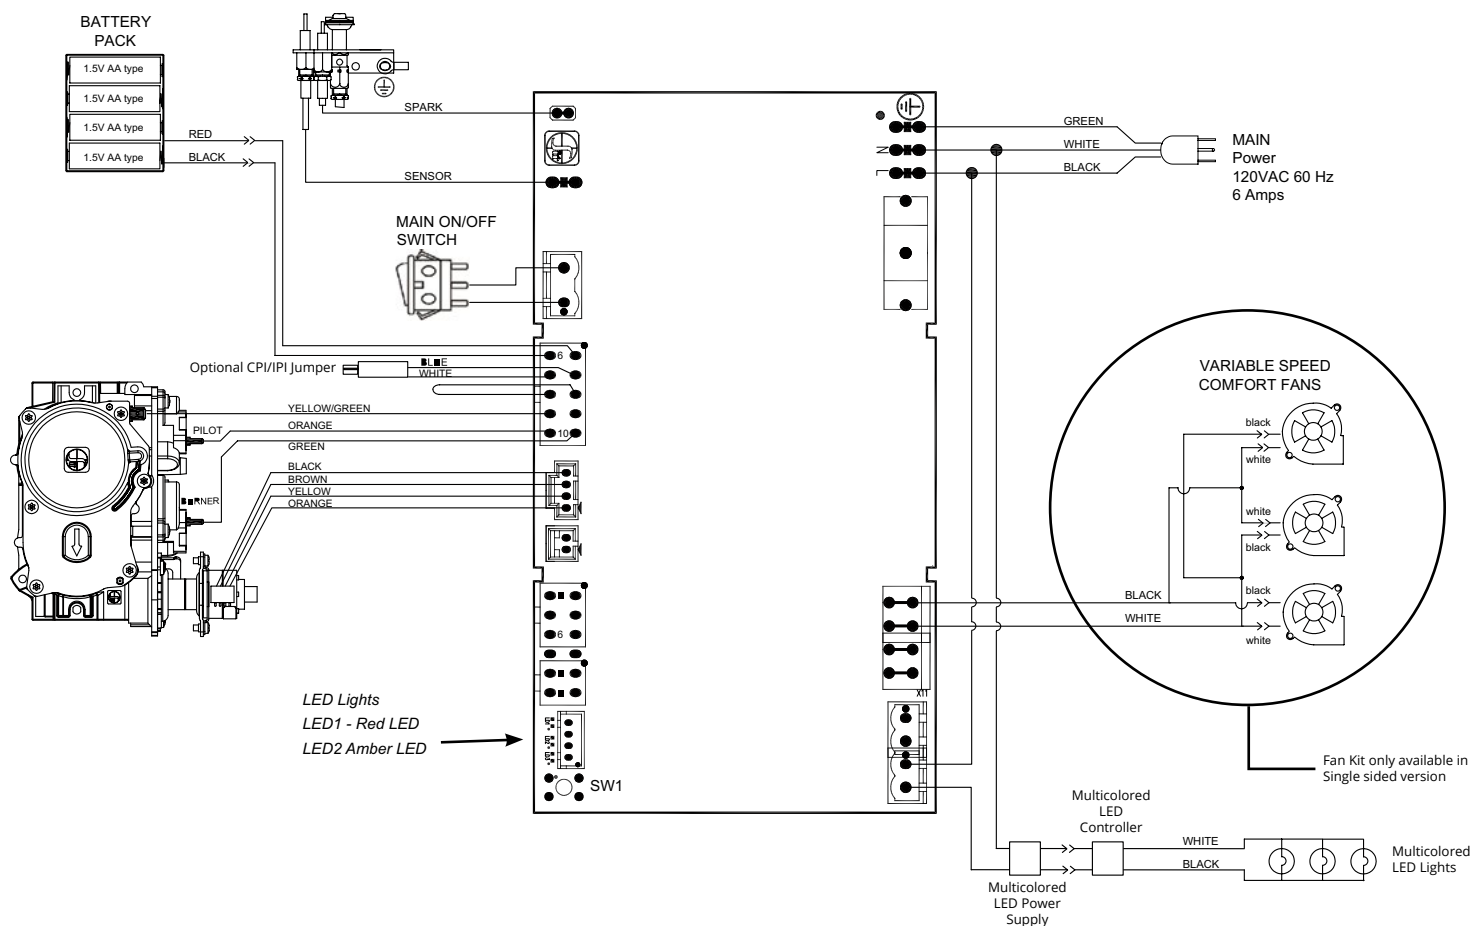 BATTERY
PACK
1.5V AA type
1.5V AA type
1.5V AA type
1.5V AA type
RED
BLACK
SPARK
SENSOR
MAIN ON/OFF
SWITCH
GREEN
WHITE
BLACK
N
L
MAIN
Power
120VAC 60 Hz
6 Amps
Optional CPI/IPI Jumper
WHITE
6
YELLOW/GREEN
PILOT
ORANGE
10
GREEN
BLACK
BROWN
YELLOW
ORANGE
VARIABLE SPEED
COMFORT FANS
black
white
white
black
black
white
BLACK
WHITE
6
X11
LED Lights
LED1 - Red LED
LED2 Amber LED
SW1
Fan Kit only available in
Single sided version
Multicolored
LED
Controller
WHITE
BLACK
Multicolored
LED Lights
Multicolored
LED Power
Supply